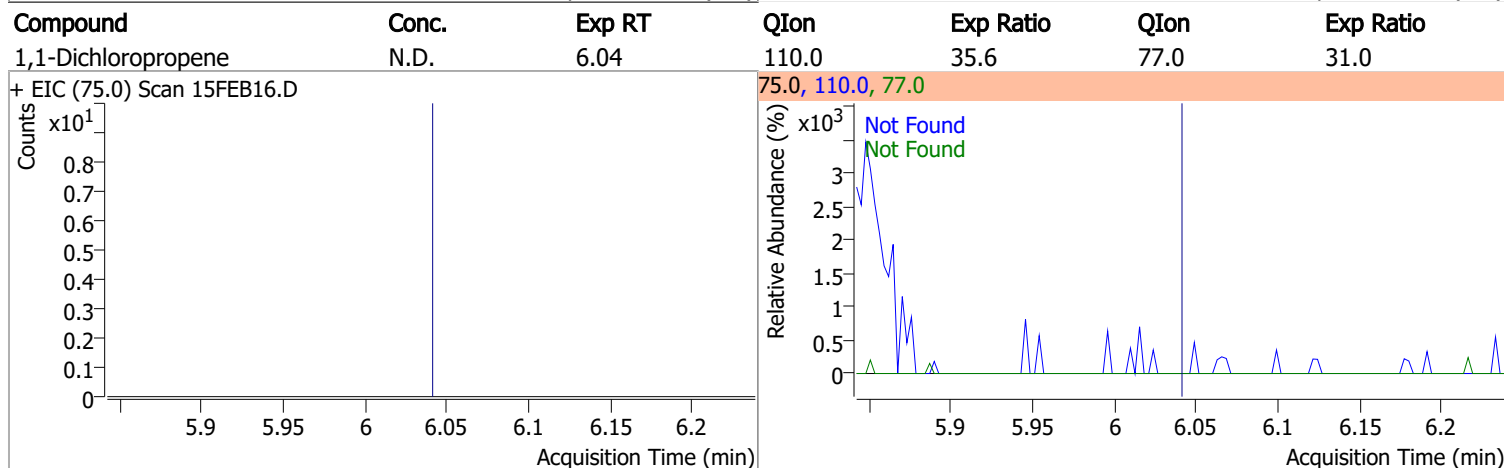 Compound Conc. Exp RT QIon Exp Ratio QIon Exp Ratio
1,1-Dichloropropene N.D. 6.04 110.0 35.6 77.0 31.0
+ EIC (75.0) Scan 15FEB16.D
Counts
x10¹
0.8
0.7
0.6
0.5
0.4
0.3
0.2
0.1
0
5.9 5.95 6 6.05 6.1 6.15 6.2
Acquisition Time (min)
75.0, 110.0, 77.0
Relative Abundance (%)
x10³
Not Found
Not Found
3
2.5
2
1.5
1
0.5
0
5.9 5.95 6 6.05 6.1 6.15 6.2
Acquisition Time (min)